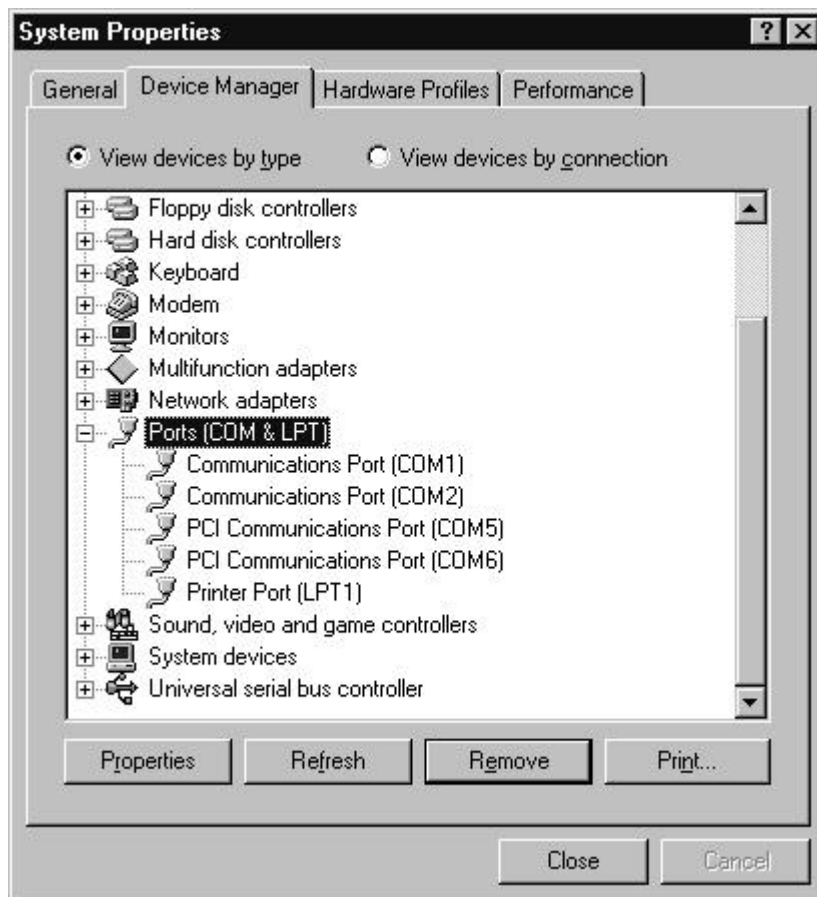 System Properties
General Device Manager Hardware Profiles Performance
View devices by type View devices by connection
Floppy disk controllers
Hard disk controllers
Keyboard
Modem
Monitors
Multifunction adapters
Network adapters
Ports (COM & LPT)
Communications Port (COM1)
Communications Port (COM2)
PCI Communications Port (COM5)
PCI Communications Port (COM6)
Printer Port (LPT1)
Sound, video and game controllers
System devices
Universal serial bus controller
Properties Refresh Remove Print...
Close Cancel